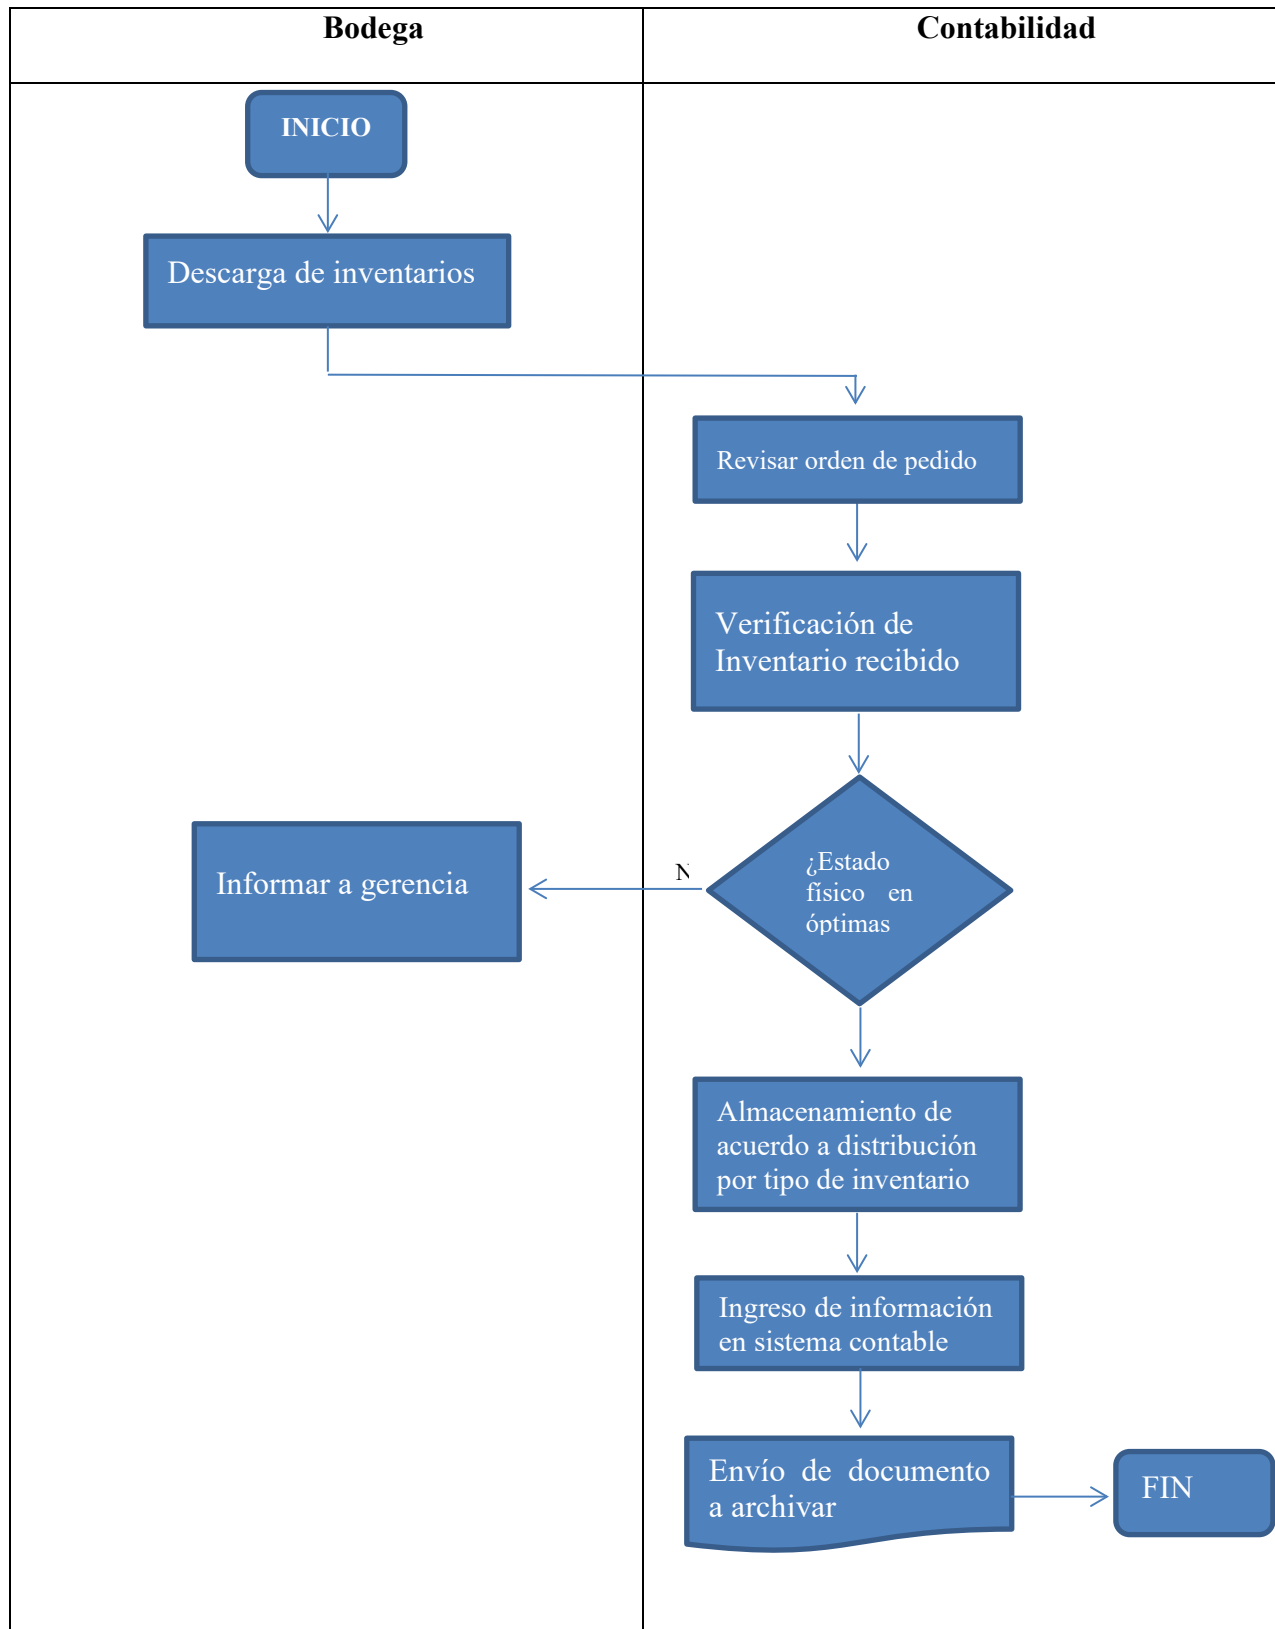 Bodega
Contabilidad
INICIO
Descarga de inventarios
Revisar orden de pedido
Verificación de
Inventario recibido
¿Estado
físico en
óptimas
N
Informar a gerencia
Almacenamiento de
acuerdo a distribución
por tipo de inventario
Ingreso de información
en sistema contable
Envío de documento
a archivar
FIN